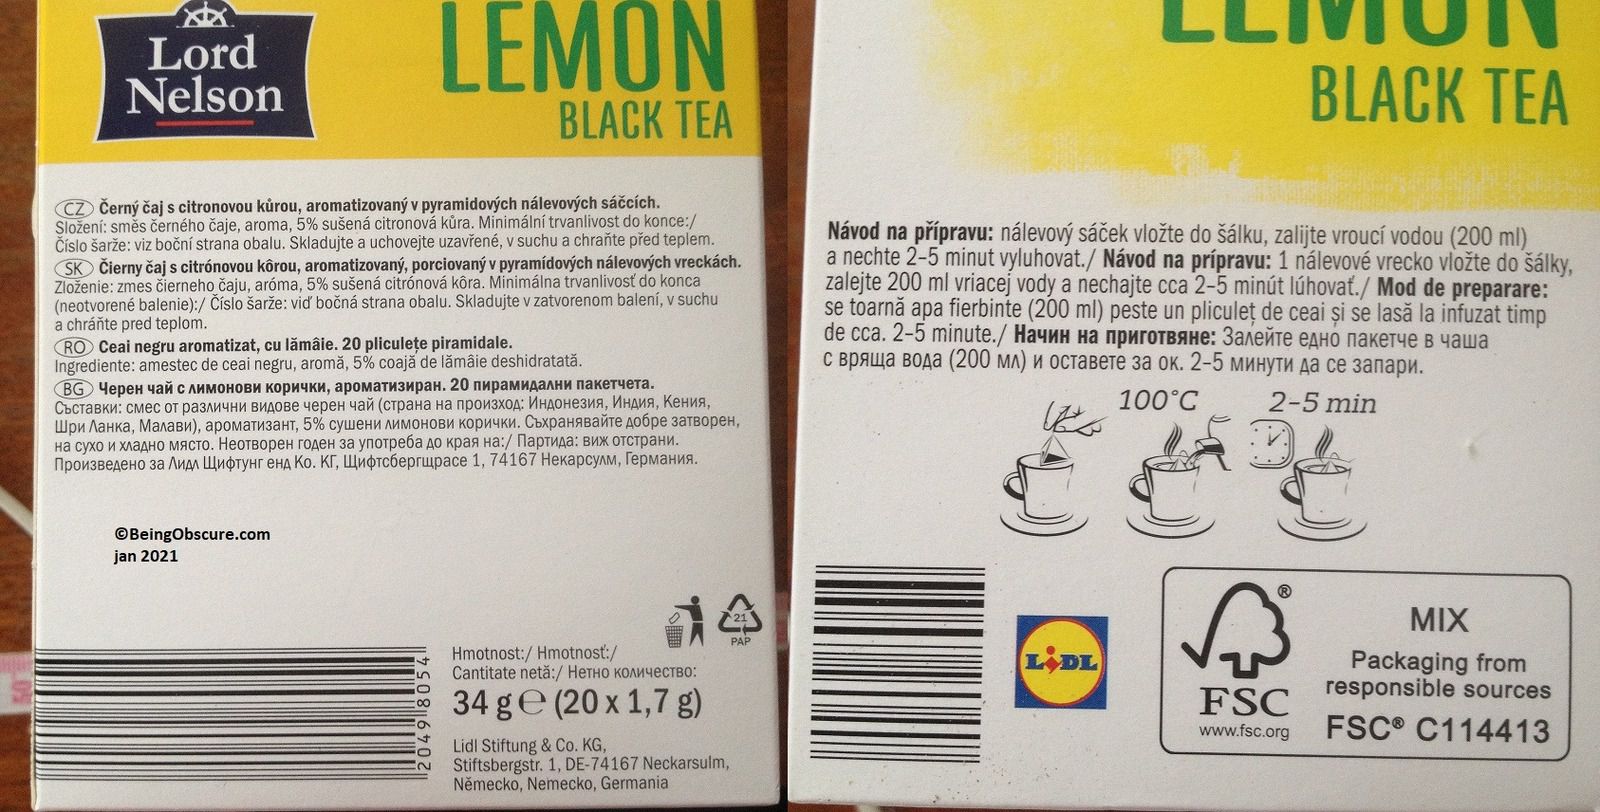 Lord
Nelson
LEMON
BLACK TEA
CZ Černý čaj s citronovou kůrou, aromatizovaný v pyramidových nálevových sáčcích.
Složení: směs černého čaje, aroma, 5% sušená citronová kůra. Minimální trvanlivost do konce:/
Číslo šarže: viz boční strana obalu. Skladujte a uchovejte uzavřené, v suchu a chraňte před teplem.
SK Čierny čaj s citrónovou kôrou, aromatizovaný, porciovaný v pyramídových nálevových vreckách.
Zloženie: zmes čierneho čaju, aróma, 5% sušená citrónová kôra. Minimálna trvanlivosť do konca
(neotvorené balenie):/ Číslo šarže: viď bočná strana obalu. Skladujte v zatvorenom balení, v suchu
a chráňte pred teplom.
RO Ceai negru aromatizat, cu lămâie. 20 pliculețe piramidale.
Ingrediente: amestec de ceai negru, aromă, 5% coajă de lămâie deshidratată.
BG Черен чай с лимонови корички, ароматизиран. 20 пирамидални пакетчета.
Съставки: смес от различни видове черен чай (страна на произход: Индонезия, Индия, Кения,
Шри Ланка, Малави), ароматизант, 5% сушени лимонови корички. Съхранявайте добре затворен,
на сухо и хладно място. Неотворен годен за употреба до края на:/ Партида: виж отстрани.
Произведено за Лидл Щифтунг енд Ко. КГ, Щифтсбергщрасе 1, 74167 Некарсулм, Германия.
©BeingObscure.com
jan 2021
21
PAP
20498054
Hmotnost:/ Hmotnosť:/
Cantitate netă:/ Нетно количество:
34 g e (20 x 1,7 g)
Lidl Stiftung & Co. KG,
Stiftsbergstr. 1, DE-74167 Neckarsulm,
Německo, Nemecko, Germania
LEMON
BLACK TEA
Návod na přípravu: nálevový sáček vložte do šálku, zalijte vroucí vodou (200 ml)
a nechte 2-5 minut vyluhovat./ Návod na prípravu: 1 nálevové vrecko vložte do šálky,
zalejte 200 ml vriacej vody a nechajte cca 2-5 minút lúhovať./ Mod de preparare:
se toarnă apa fierbinte (200 ml) peste un pliculeț de ceai și se lasă la infuzat timp
de cca. 2-5 minute./ Начин на приготвяне: Залейте едно пакетче в чаша
с вряща вода (200 мл) и оставете за ок. 2-5 минути да се запари.
100°C
2-5 min
LIDL
FSC®
www.fsc.org
MIX
Packaging from
responsible sources
FSC® C114413